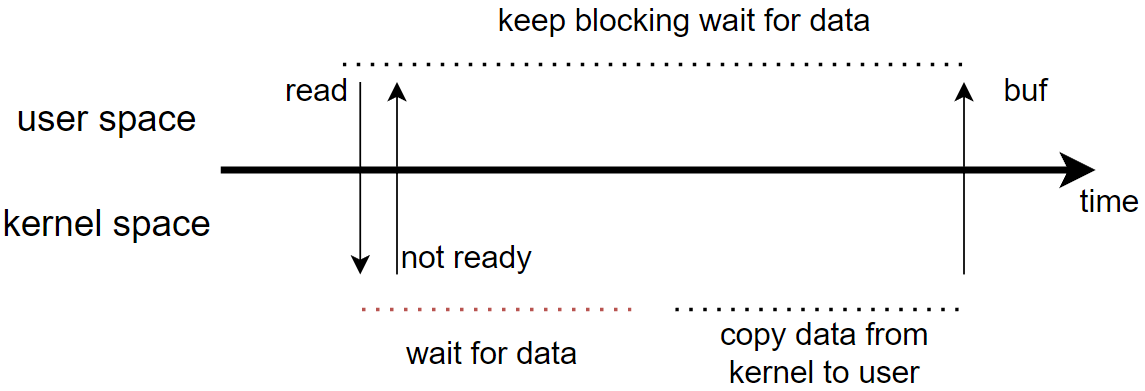 keep blocking wait for data
read
buf
user space
kernel space
time
not ready
wait for data
copy data from
kernel to user